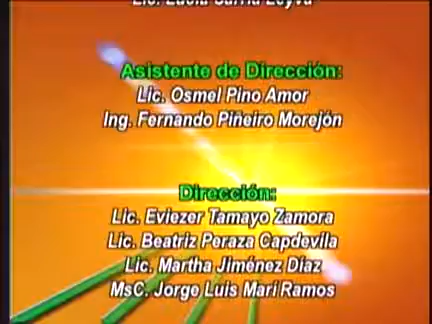 Asistente de Dirección:
Lic. Osmel Pino Amor
Ing. Fernando Piñeiro Morejón
Dirección:
Lic. Eviezer Tamayo Zamora
Lic. Beatriz Peraza Capdevila
Lic. Martha Jiménez Díaz
MsC. Jorge Luis Marí Ramos